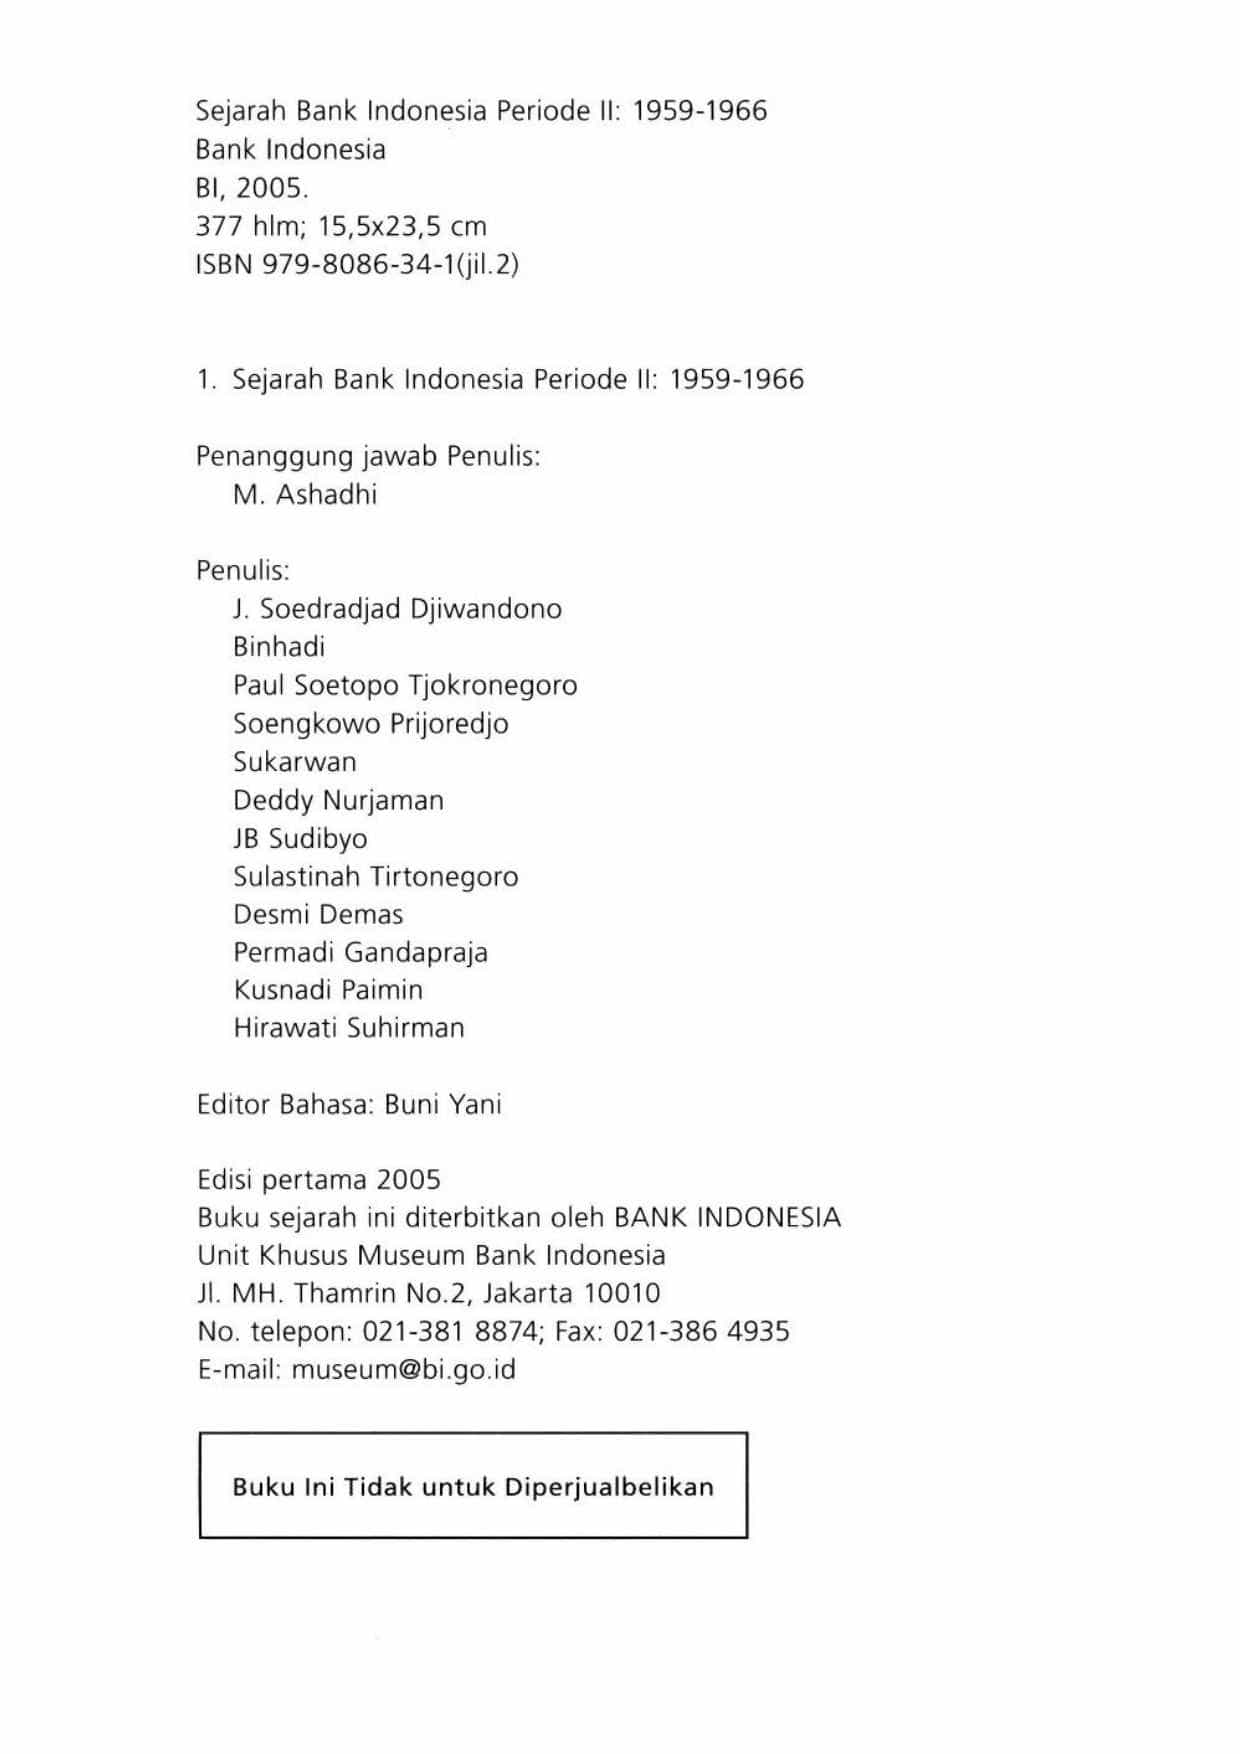 Sejarah Bank Indonesia Periode II: 1959-1966
Bank Indonesia
BI, 2005.
377 hlm; 15,5x23,5 cm
ISBN 979-8086-34-1(jil.2)
1. Sejarah Bank Indonesia Periode II: 1959-1966
Penanggung jawab Penulis:
M. Ashadhi
Penulis:
J. Soedradjad Djiwandono
Binhadi
Paul Soetopo Tjokronegoro
Soengkowo Prijoredjo
Sukarwan
Deddy Nurjaman
JB Sudibyo
Sulastinah Tirtonegoro
Desmi Demas
Permadi Gandapraja
Kusnadi Paimin
Hirawati Suhirman
Editor Bahasa: Buni Yani
Edisi pertama 2005
Buku sejarah ini diterbitkan oleh BANK INDONESIA
Unit Khusus Museum Bank Indonesia
Jl. MH. Thamrin No.2, Jakarta 10010
No. telepon: 021-381 8874; Fax: 021-386 4935
E-mail: museum@bi.go.id
Buku Ini Tidak untuk Diperjualbelikan